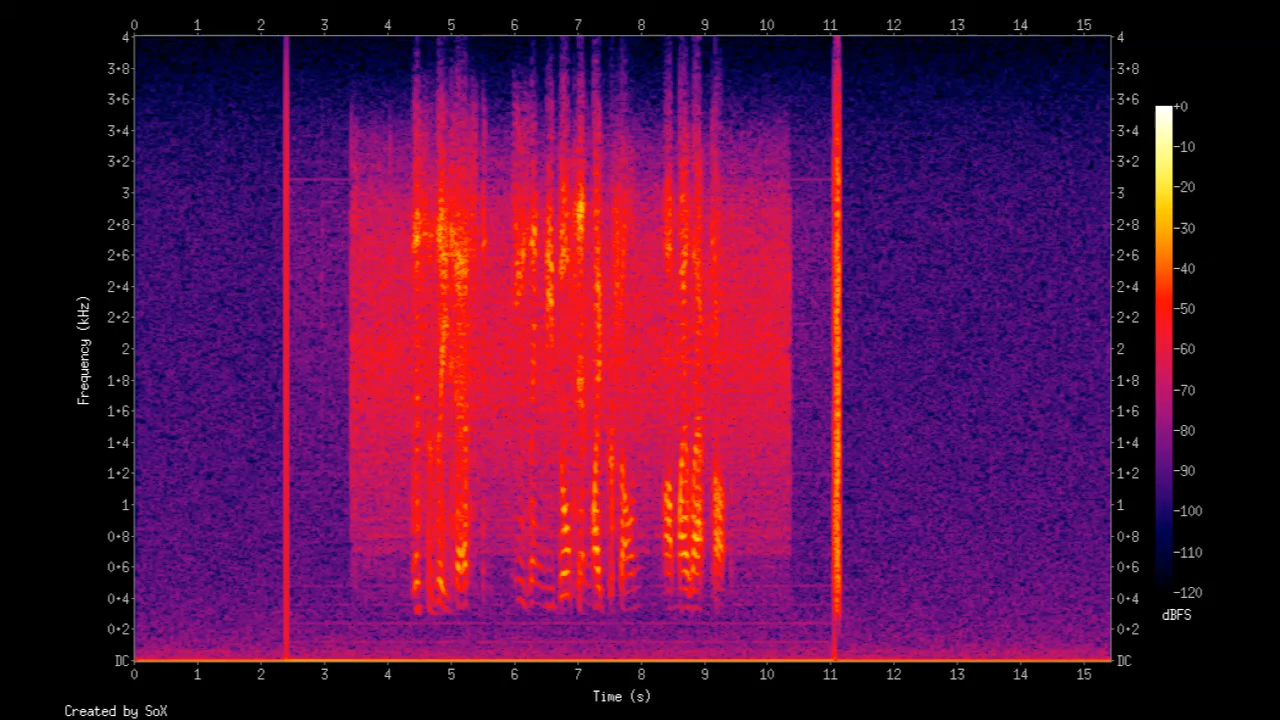 0 1 2 3 4 5 6 7 8 9 10 11 12 13 14 15
4 4
3•8 3•8
3•6 3•6 +0
3•4 3•4 -10
3•2 3•2
3 3 -20
2•8 2•8 -30
2•6 2•6
2•4 2•4 -40
2•2 2•2 -50
Frequency (kHz) 2 2 -60
1•8 1•8
1•6 1•6 -70
1•4 1•4 -80
1•2 1•2 -90
1 1 -100
0•8 0•8 -110
0•6 0•6
0•4 0•4 -120
0•2 0•2 dBFS
DC DC
0 1 2 3 4 5 6 7 8 9 10 11 12 13 14 15
Time (s)
Created by SoX